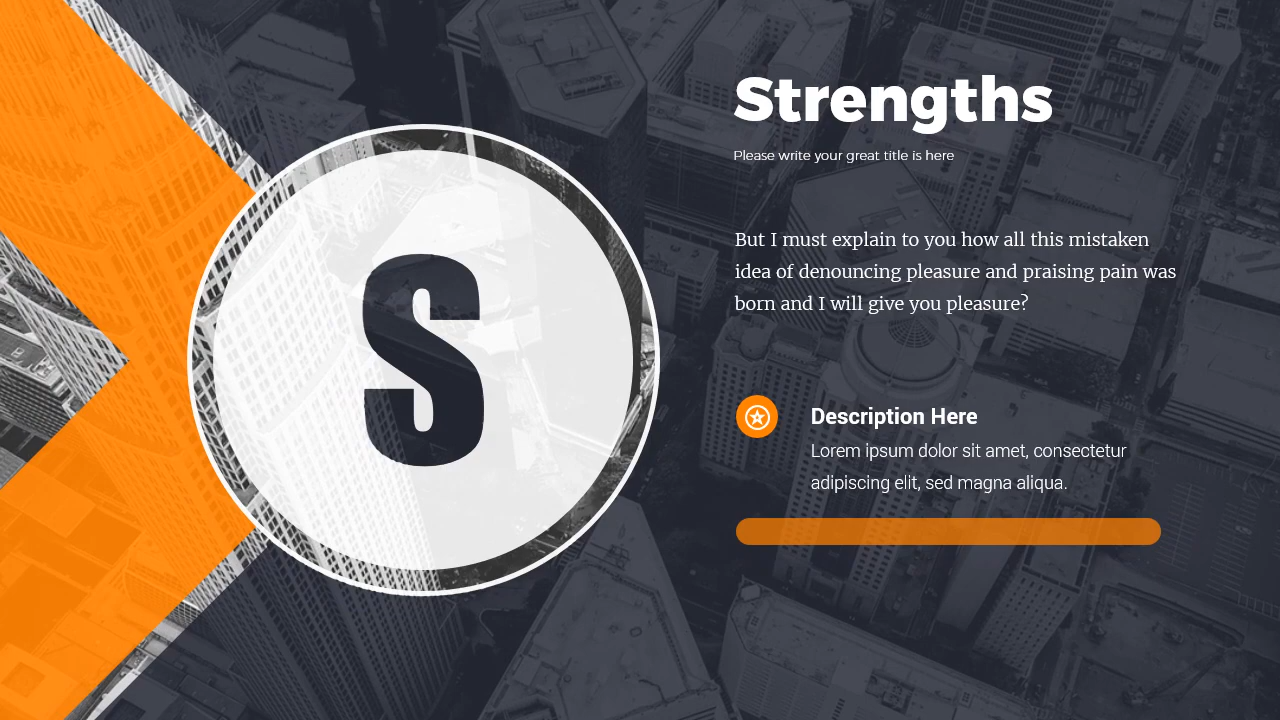 S
Strengths
Please write your great title is here
But I must explain to you how all this mistaken
idea of denouncing pleasure and praising pain was
born and I will give you pleasure?
Description Here
Lorem ipsum dolor sit amet, consectetur
adipiscing elit, sed magna aliqua.